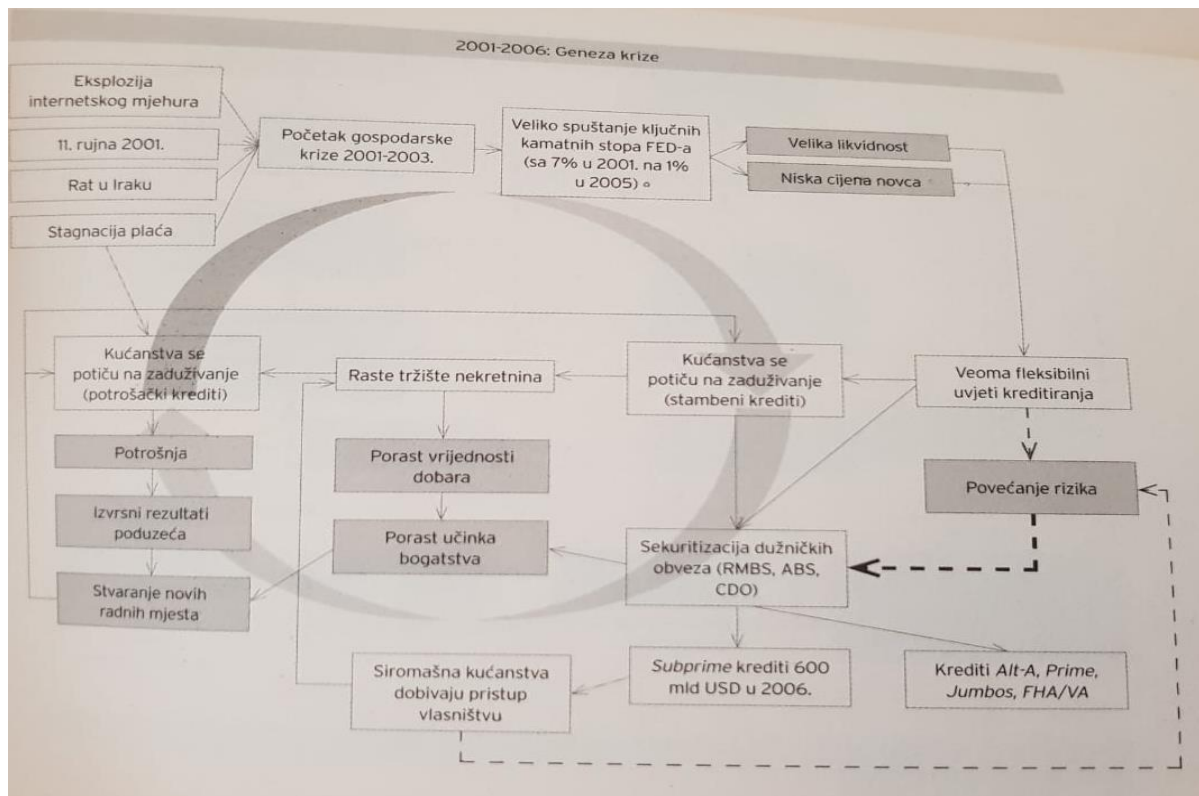 2001-2006: Geneza krize
Eksplozija
internetskog mjehura
11. rujna 2001.
Rat u Iraku
Stagnacija plaća
Početak gospodarske
krize 2001-2003.
Veliko spuštanje ključnih
kamatnih stopa FED-a
(sa 7% u 2001. na 1%
u 2005)
Velika likvidnost
Niska cijena novca
Kućanstva se
potiču na zaduživanje
(potrošački krediti)
Raste tržište nekretnina
Kućanstva se
potiču na zaduživanje
(stambeni krediti)
Veoma fleksibilni
uvjeti kreditiranja
Potrošnja
Porast vrijednosti
dobara
Povećanje rizika
Izvrsni rezultati
poduzeća
Porast učinka
bogatstva
Sekuritizacija dužničkih
obveza (RMBS, ABS,
CDO)
Stvaranje novih
radnih mjesta
Siromašna kućanstva
dobivaju pristup
vlasništvu
Subprime krediti 600
mld USD u 2006.
Krediti Alt-A, Prime,
Jumbos, FHA/VA